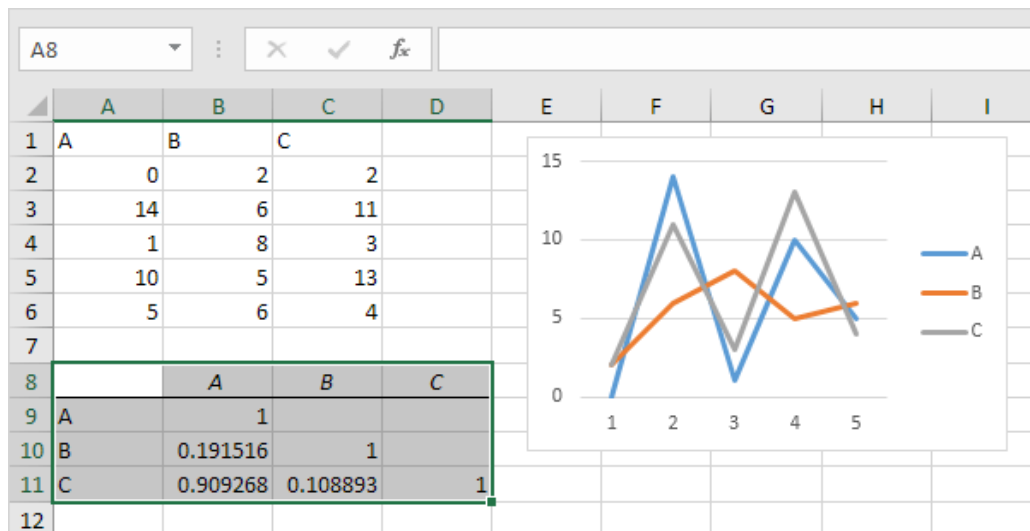 A8 fx
A B C D E F G H I
1 A B C
2 0 2 2
3 14 6 11
4 1 8 3
5 10 5 13
6 5 6 4
7
8 A B C
9 A 1
10 B 0.191516 1
11 C 0.909268 0.108893 1
12
15
10
5
0
1 2 3 4 5
A
B
C